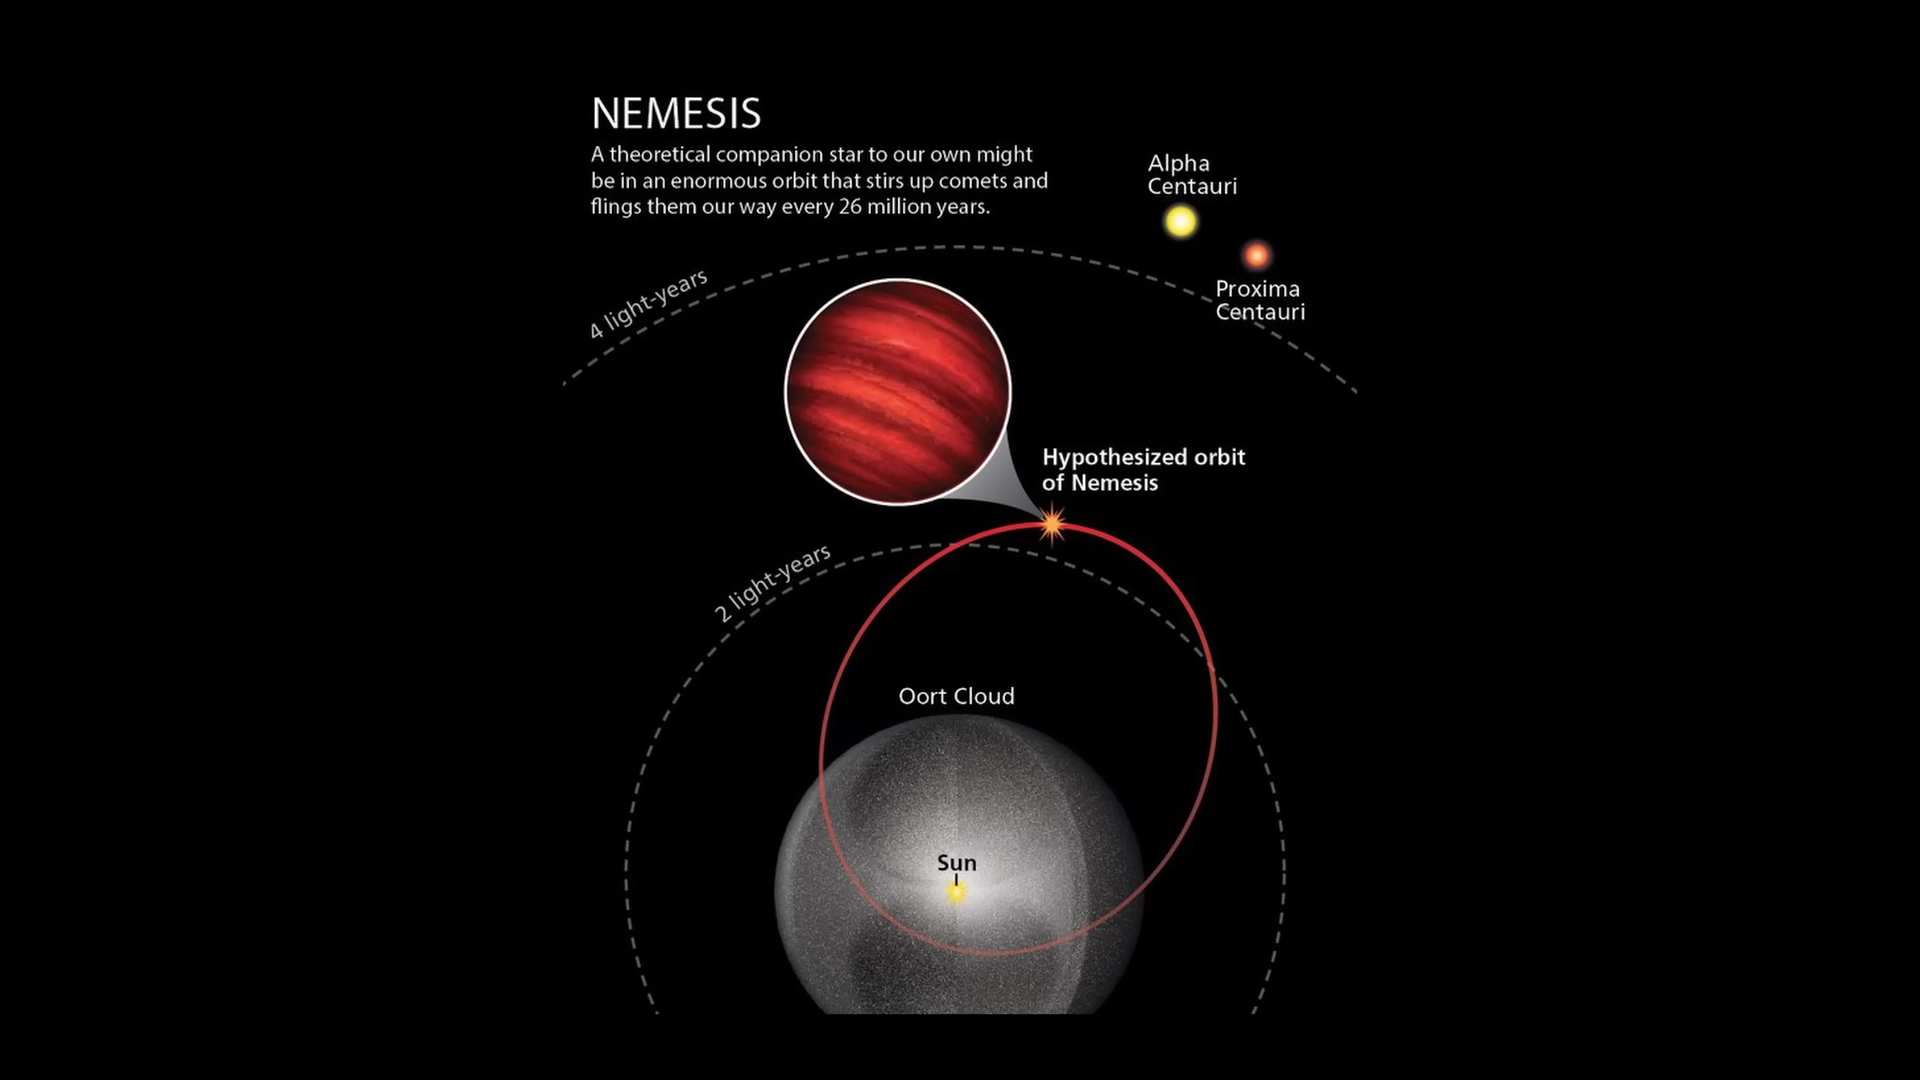 NEMESIS
A theoretical companion star to our own might
be in an enormous orbit that stirs up comets and
flings them our way every 26 million years.
Alpha
Centauri
Proxima
Centauri
4 light-years
Hypothesized orbit
of Nemesis
2 light-years
Oort Cloud
Sun